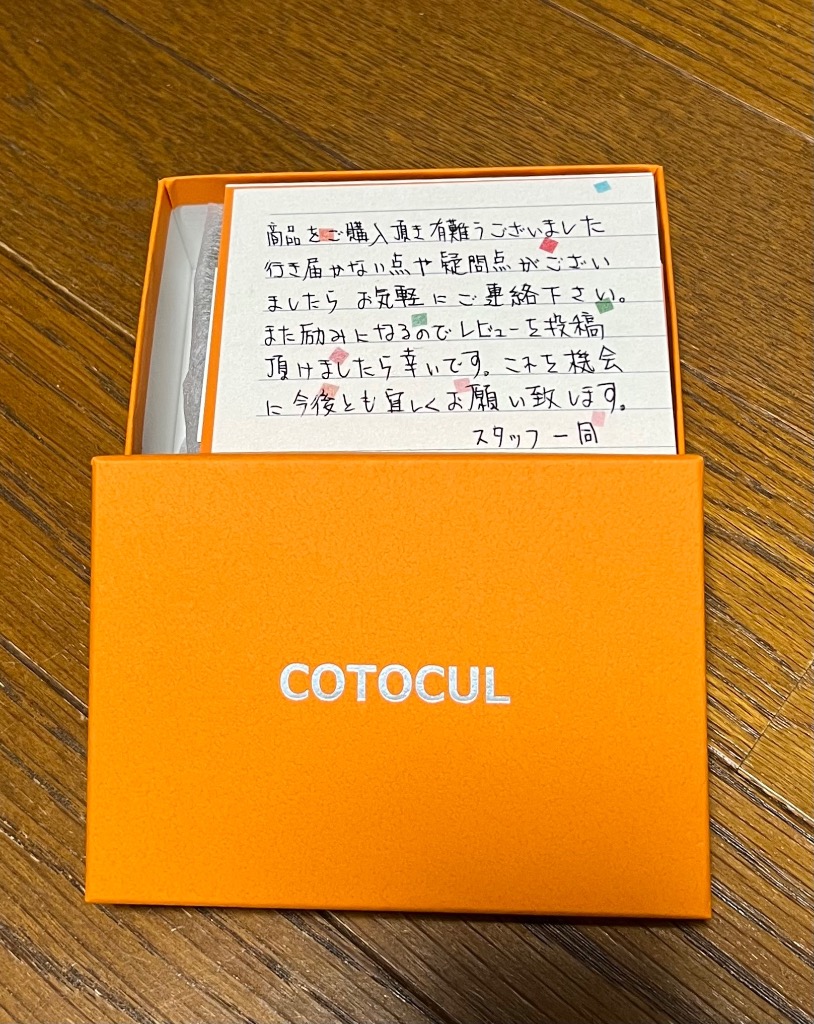 商品をご購入頂き有難うございました
行き届かない点や疑問点がござい
ましたら お気軽にご連絡下さい。
また励みになるのでレビューを投稿
頂けましたら幸いです。これを機会
に今後とも宜しくお願い致します。
スタッフ一同
COTOCUL